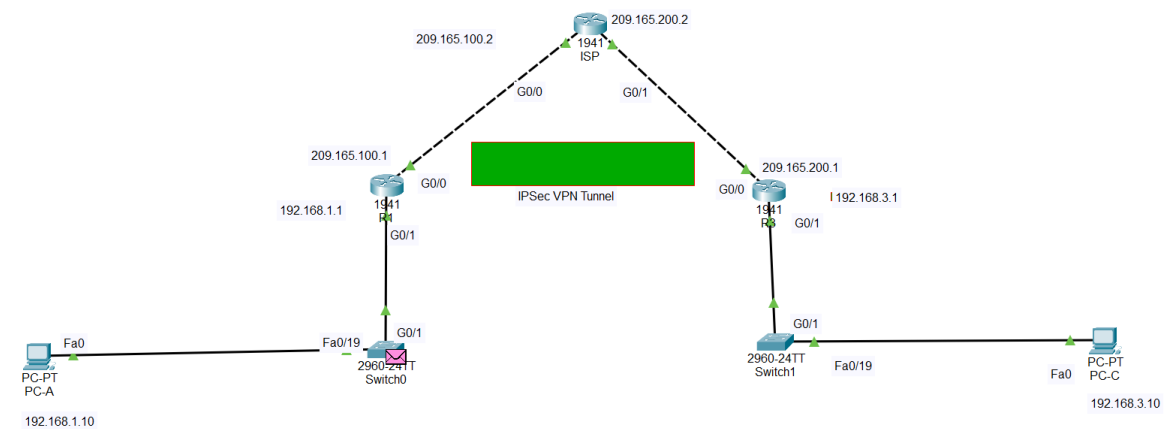 209.165.200.2
1941
ISP
209.165.100.2
G0/0
G0/1
209.165.100.1
209.165.200.1
G0/0
G0/0
IPSec VPN Tunnel
192.168.1.1
1941
R1
G0/1
192.168.3.1
1941
R3
G0/1
Fa0
Fa0/19
G0/1
2960-24TT
Switch0
PC-PT
PC-A
192.168.1.10
G0/1
2960-24TT
Switch1
Fa0/19
Fa0
PC-PT
PC-C
192.168.3.10